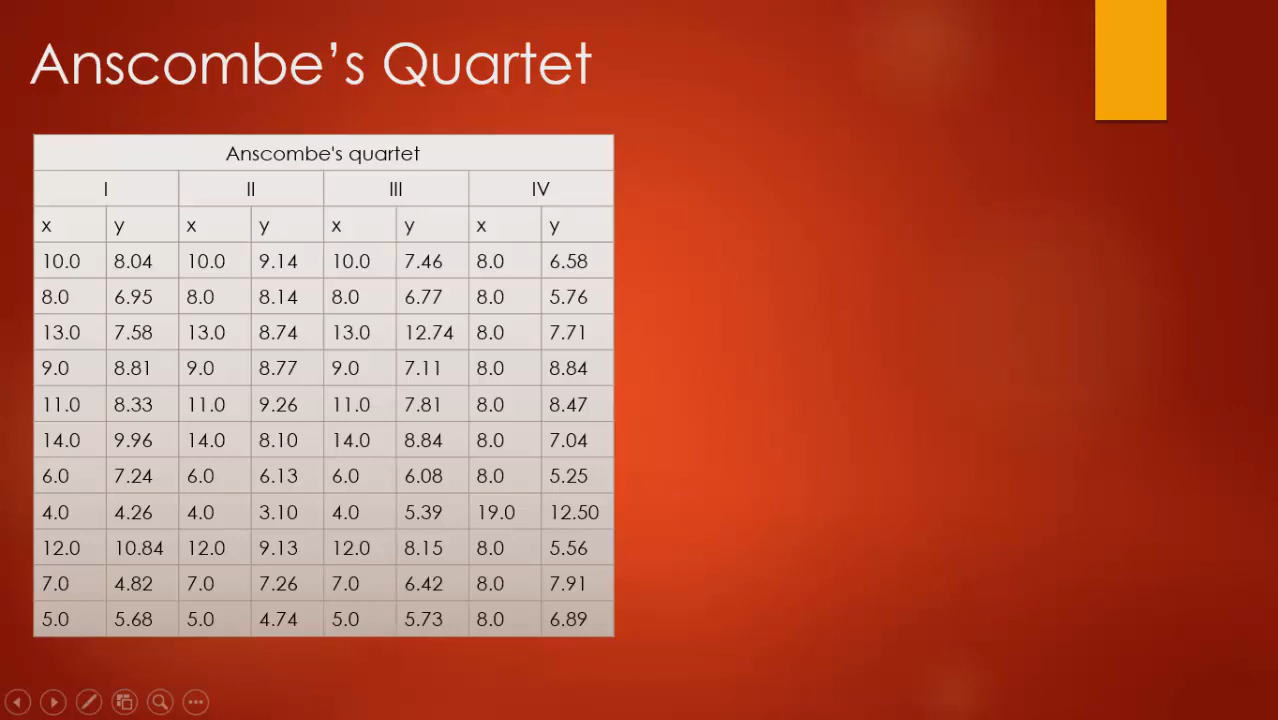 Anscombe’s Quartet
Anscombe's quartet
I II III IV
x y x y x y x y
10.0 8.04 10.0 9.14 10.0 7.46 8.0 6.58
8.0 6.95 8.0 8.14 8.0 6.77 8.0 5.76
13.0 7.58 13.0 8.74 13.0 12.74 8.0 7.71
9.0 8.81 9.0 8.77 9.0 7.11 8.0 8.84
11.0 8.33 11.0 9.26 11.0 7.81 8.0 8.47
14.0 9.96 14.0 8.10 14.0 8.84 8.0 7.04
6.0 7.24 6.0 6.13 6.0 6.08 8.0 5.25
4.0 4.26 4.0 3.10 4.0 5.39 19.0 12.50
12.0 10.84 12.0 9.13 12.0 8.15 8.0 5.56
7.0 4.82 7.0 7.26 7.0 6.42 8.0 7.91
5.0 5.68 5.0 4.74 5.0 5.73 8.0 6.89